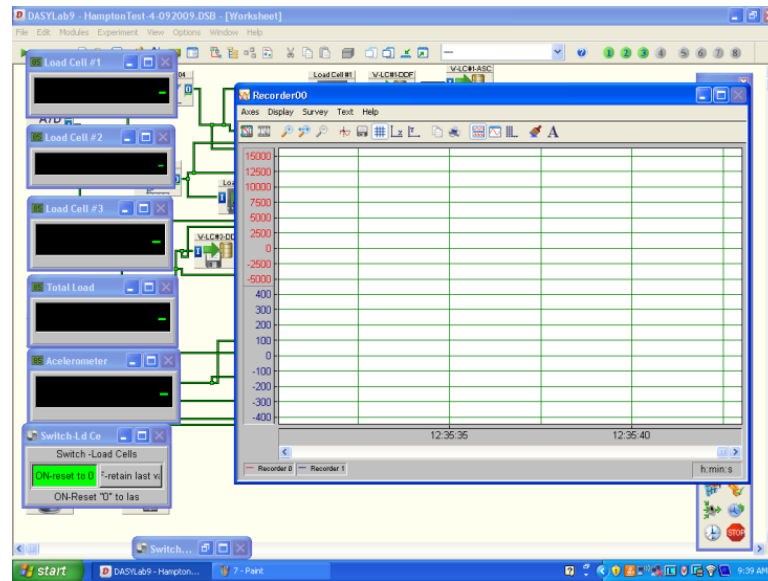 DASYLab9 - HamptonTest-4-092009.DSB - [Worksheet]
File Edit Modules Experiment View Options Window Help
Load Cell #1
Load Cell #1
V-LC#1-DDF
V-LC#1-ASC
Load Cell #2
Load Cell #3
Total Load
Acelerometer
Switch-Ld Ce
Switch -Load Cells
ON-reset to 0
F-retain last va
ON-Reset "0" to las
Recorder00
Axes Display Survey Text Help
15000
12500
10000
7500
5000
2500
0
-2500
-5000
400
300
200
100
0
-100
-200
-300
-400
12:35:35 12:35:40
Recorder 0 Recorder 1
h:min:s
STOP
Switch...
start
DASYLab9 - Hampton...
7 - Paint
9:39 AM